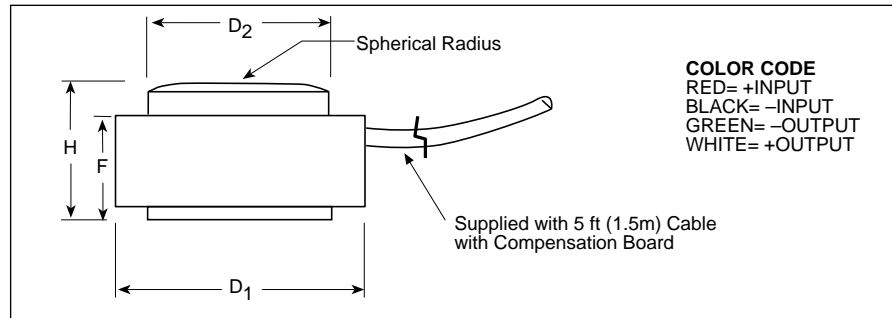 D2
Spherical Radius
COLOR CODE
RED= +INPUT
BLACK= –INPUT
GREEN= –OUTPUT
WHITE= +OUTPUT
H
F
Supplied with 5 ft (1.5m) Cable
with Compensation Board
D1